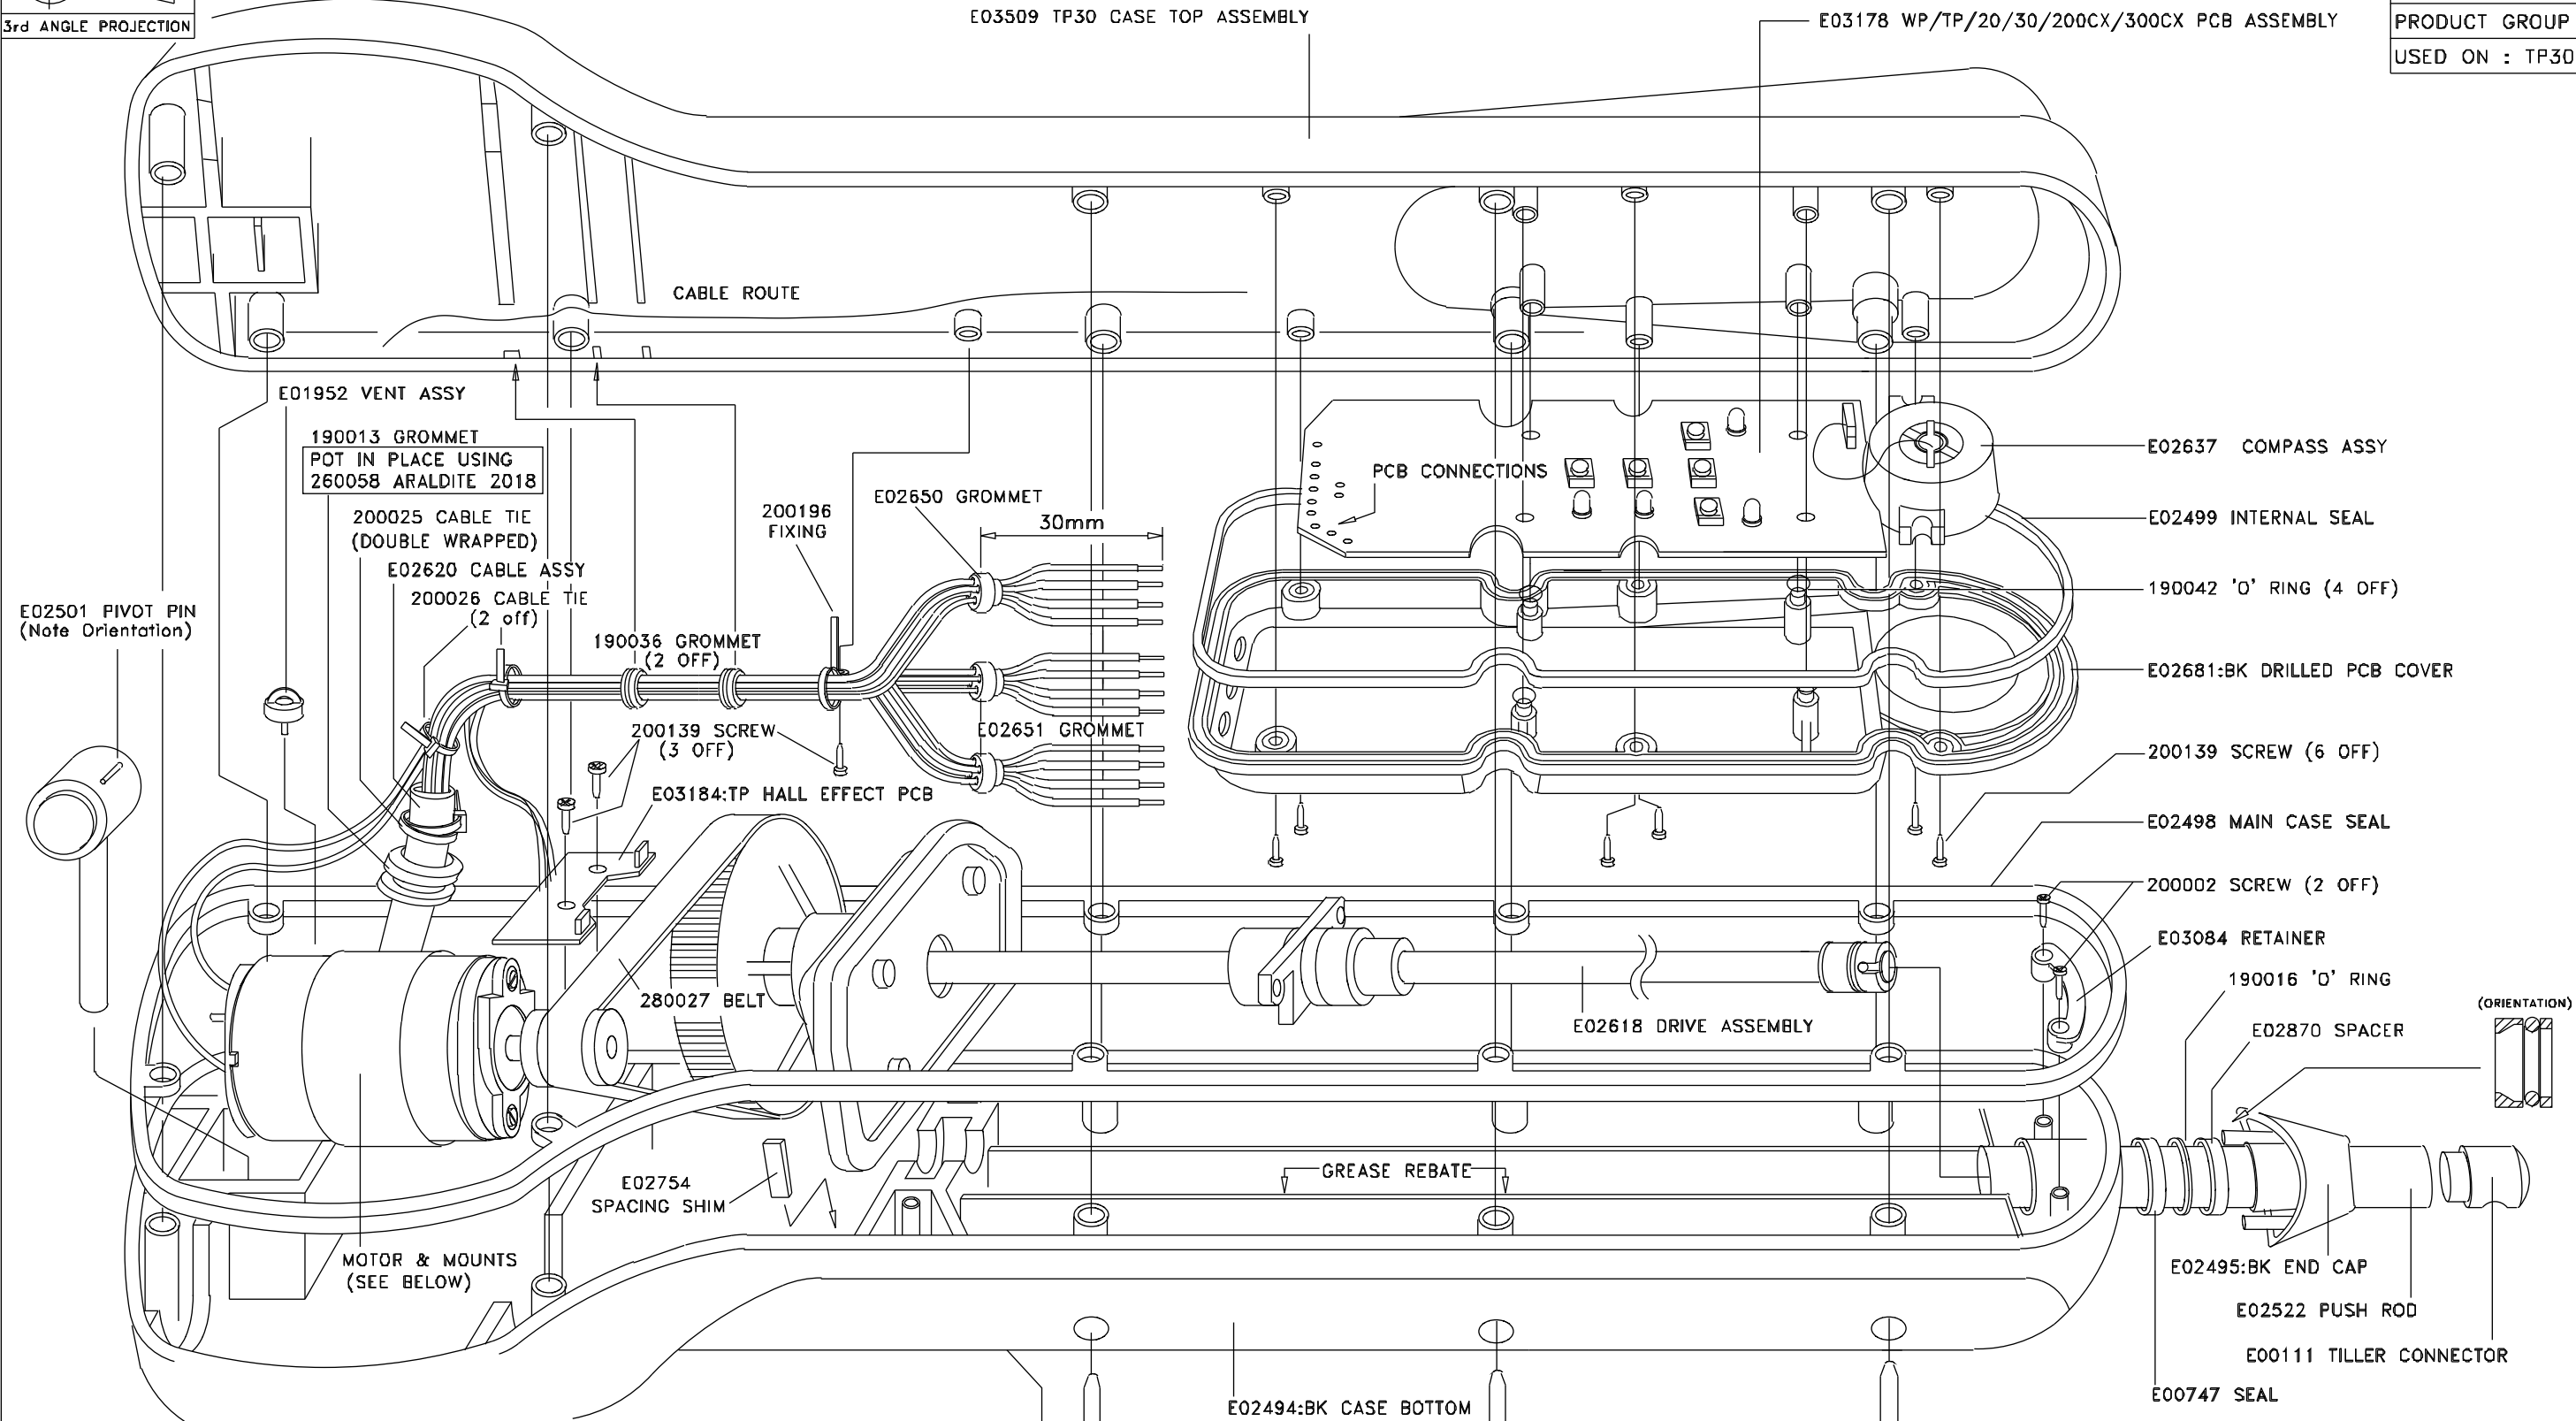 3rd ANGLE PROJECTION
E03509 TP30 CASE TOP ASSEMBLY
E03178 WP/TP/20/30/200CX/300CX PCB ASSEMBLY
PRODUCT GROUP
USED ON : TP30
CABLE ROUTE
E01952 VENT ASSY
190013 GROMMET
POT IN PLACE USING
260058 ARALDITE 2018
200025 CABLE TIE
(DOUBLE WRAPPED)
E02620 CABLE ASSY
200026 CABLE TIE
(2 off)
E02501 PIVOT PIN
(Note Orientation)
190036 GROMMET
(2 OFF)
200196
FIXING
E02650 GROMMET
30mm
PCB CONNECTIONS
E02637 COMPASS ASSY
E02499 INTERNAL SEAL
190042 'O' RING (4 OFF)
E02681:BK DRILLED PCB COVER
200139 SCREW
(3 OFF)
E02651 GROMMET
200139 SCREW (6 OFF)
E03184:TP HALL EFFECT PCB
E02498 MAIN CASE SEAL
200002 SCREW (2 OFF)
E03084 RETAINER
190016 'O' RING
(ORIENTATION)
E02870 SPACER
280027 BELT
E02618 DRIVE ASSEMBLY
E02754
SPACING SHIM
GREASE REBATE
MOTOR & MOUNTS
(SEE BELOW)
E02495:BK END CAP
E02522 PUSH ROD
E00111 TILLER CONNECTOR
E00747 SEAL
E02494:BK CASE BOTTOM